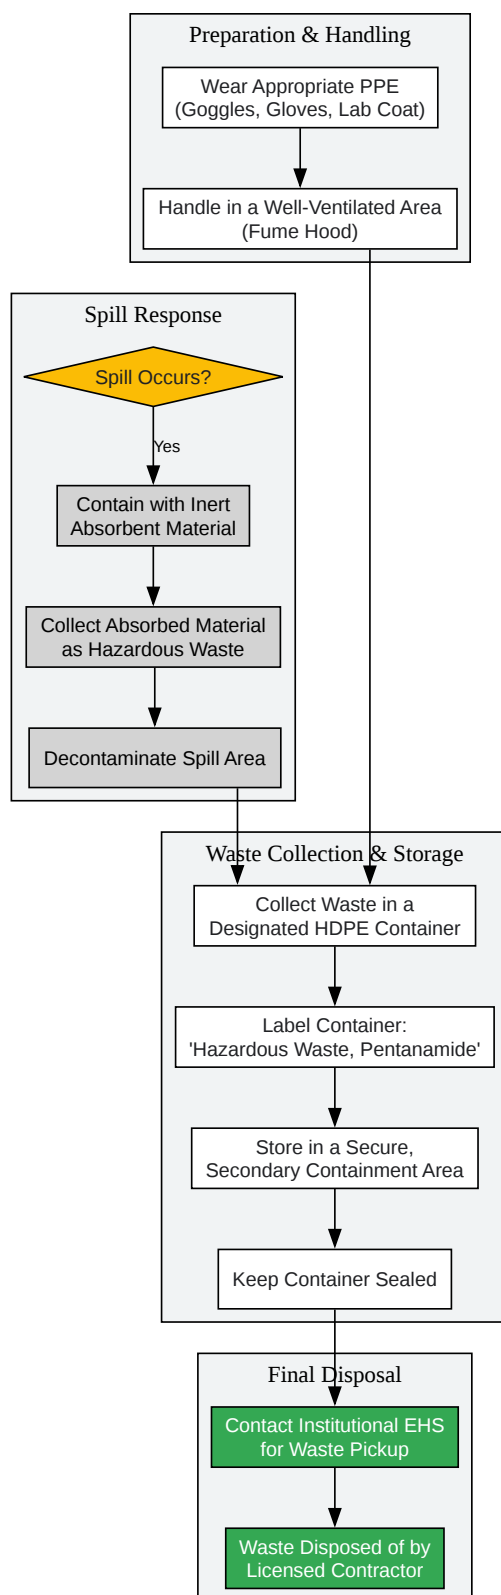 Preparation & Handling
Wear Appropriate PPE
(Goggles, Gloves, Lab Coat)
Handle in a Well-Ventilated Area
(Fume Hood)
Spill Response
Spill Occurs?
Yes
Contain with Inert
Absorbent Material
Collect Absorbed Material
as Hazardous Waste
Decontaminate Spill Area
Waste Collection & Storage
Collect Waste in a
Designated HDPE Container
Label Container:
'Hazardous Waste, Pentanamide'
Store in a Secure,
Secondary Containment Area
Keep Container Sealed
Final Disposal
Contact Institutional EHS
for Waste Pickup
Waste Disposed of by
Licensed Contractor